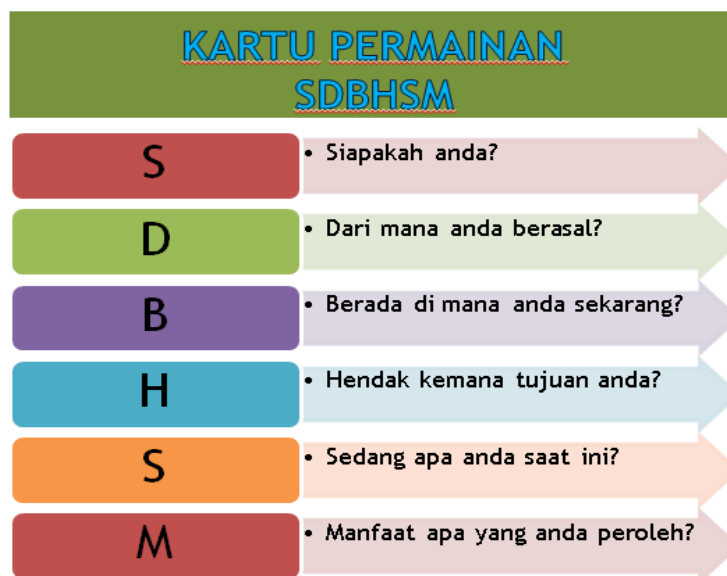 KARTU PERMAINAN
SDBHSM
S
• Siapakah anda?
D
• Dari mana anda berasal?
B
• Berada di mana anda sekarang?
H
• Hendak kemana tujuan anda?
S
• Sedang apa anda saat ini?
M
• Manfaat apa yang anda peroleh?